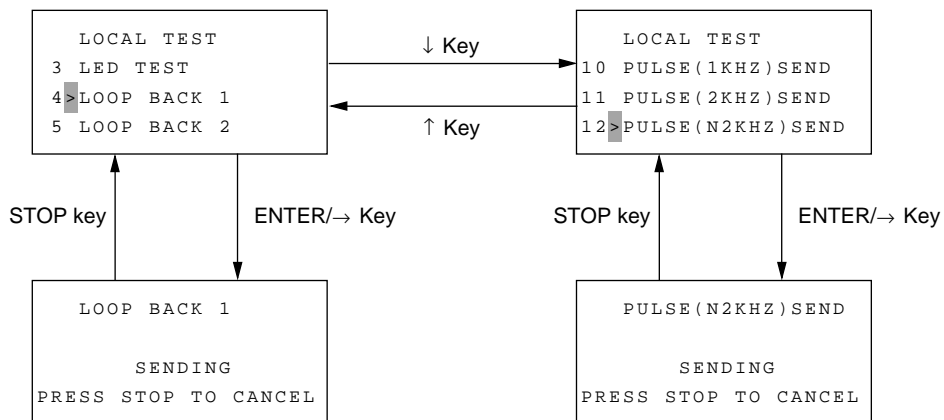 LOCAL TEST
3 LED TEST
4>LOOP BACK 1
5 LOOP BACK 2
↓ Key
↑ Key
LOCAL TEST
10 PULSE(1KHZ)SEND
11 PULSE(2KHZ)SEND
12>PULSE(N2KHZ)SEND
STOP key
ENTER/→ Key
STOP key
ENTER/→ Key
LOOP BACK 1
SENDING
PRESS STOP TO CANCEL
PULSE(N2KHZ)SEND
SENDING
PRESS STOP TO CANCEL